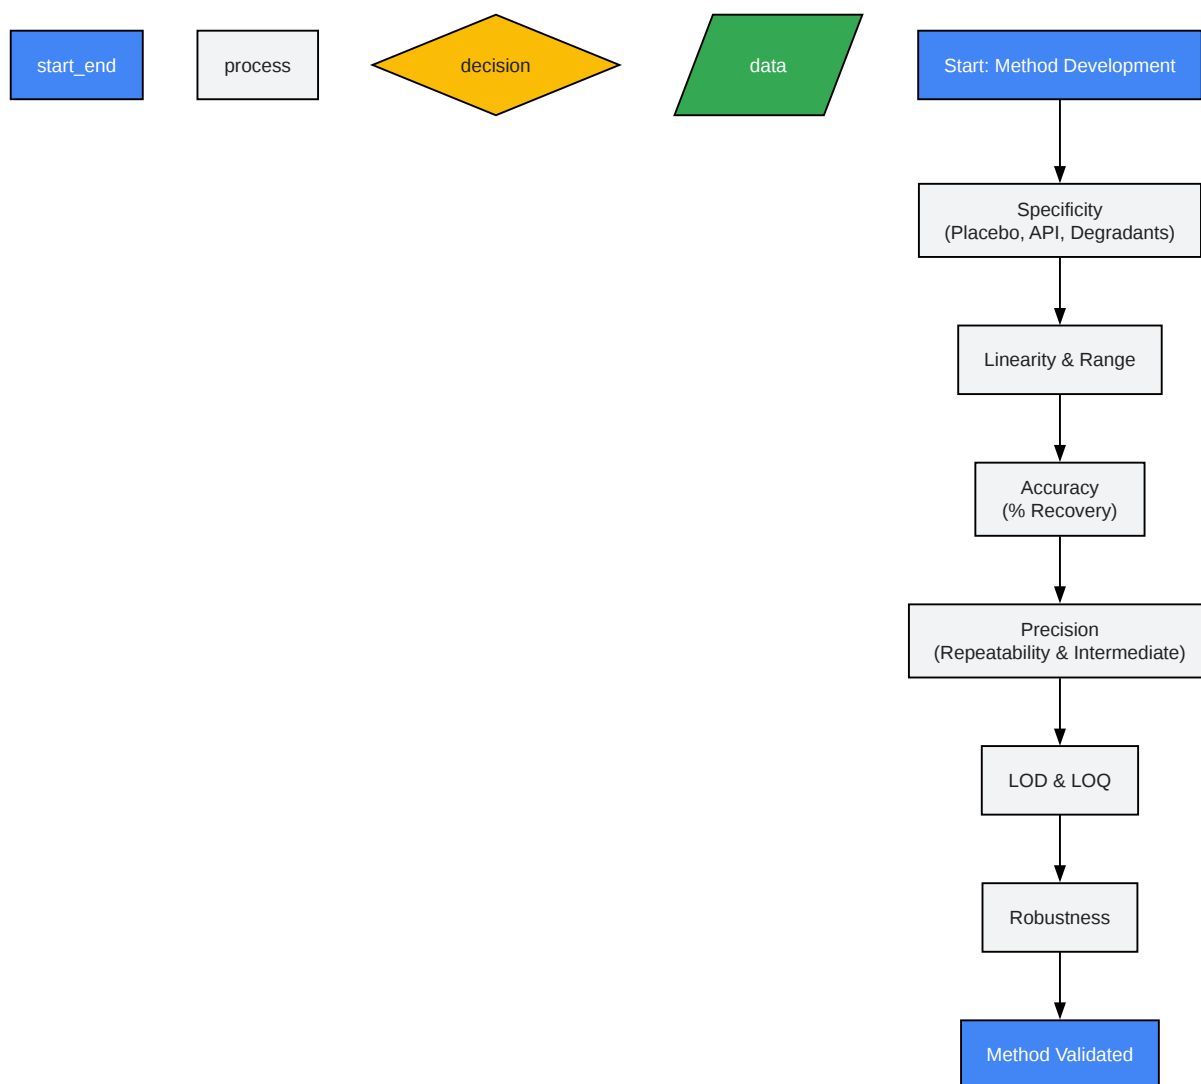 start_end
process
decision
data
Start: Method Development
Specificity
(Placebo, API, Degradants)
Linearity & Range
Accuracy
(% Recovery)
Precision
(Repeatability & Intermediate)
LOD & LOQ
Robustness
Method Validated